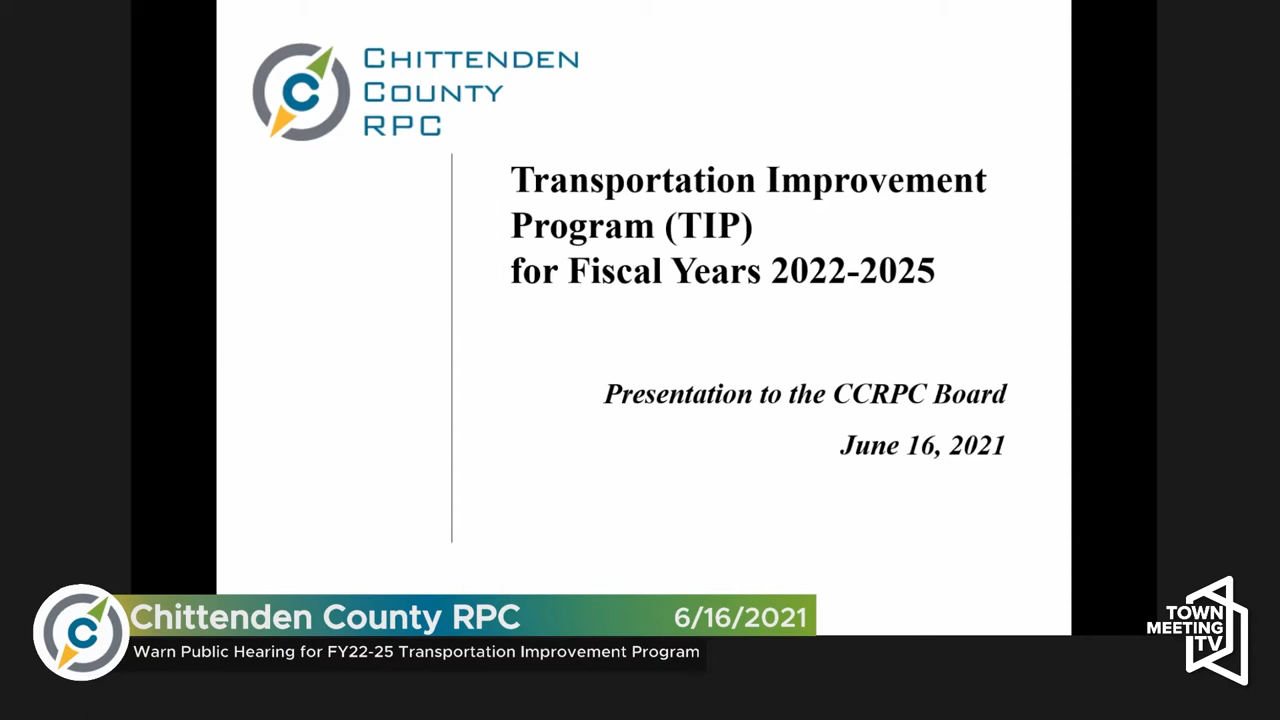 C
CHITTENDEN
COUNTY
RPC
Transportation Improvement
Program (TIP)
for Fiscal Years 2022-2025
Presentation to the CCRPC Board
June 16, 2021
C
Chittenden County RPC
6/16/2021
Warn Public Hearing for FY22-25 Transportation Improvement Program
TOWN
MEETING
TV